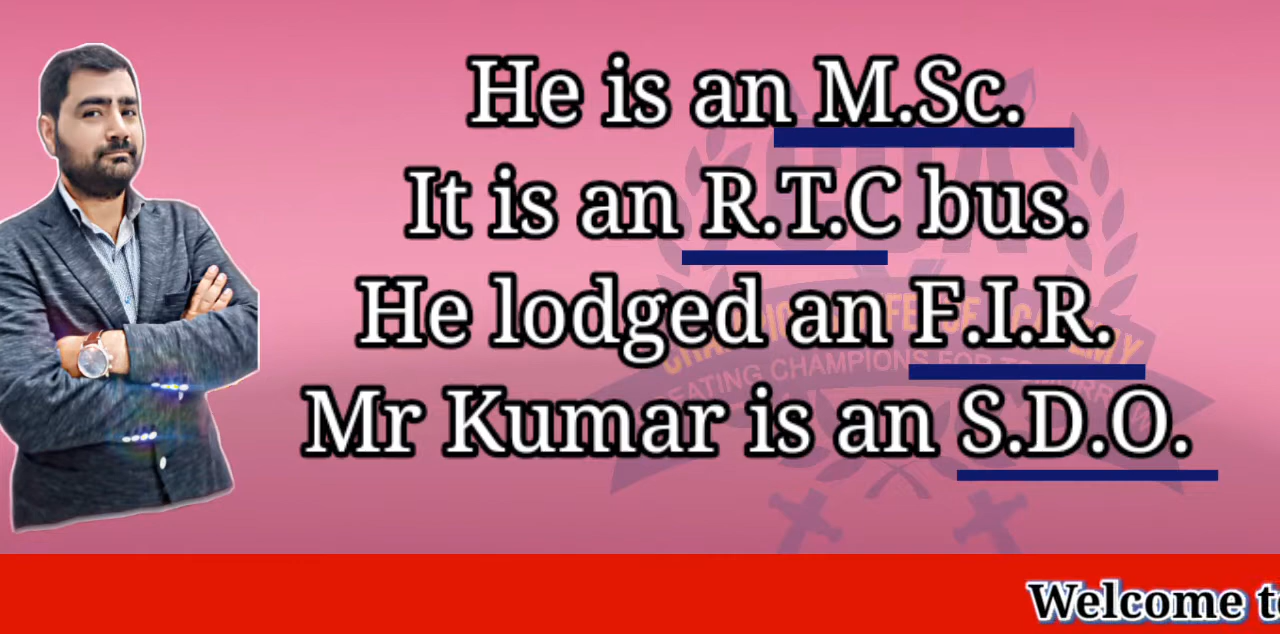 He is an M.Sc.
It is an R.T.C bus.
He lodged an F.I.R.
Mr Kumar is an S.D.O.
Welcome